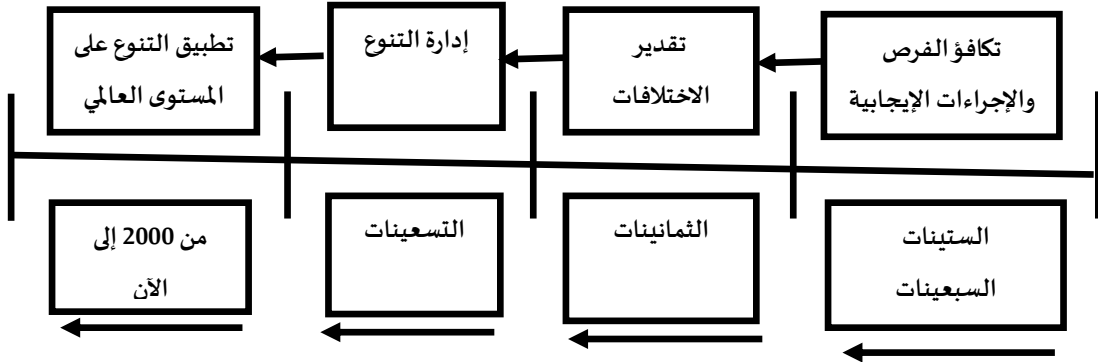 تكافؤ الفرص
والإجراءات الإيجابية
تقدير
الاختلافات
إدارة التنوع
تطبيق التنوع على
المستوى العالمي
الستينات
السبعينات
الثمانينات
التسعينات
من 2000 إلى
الآن